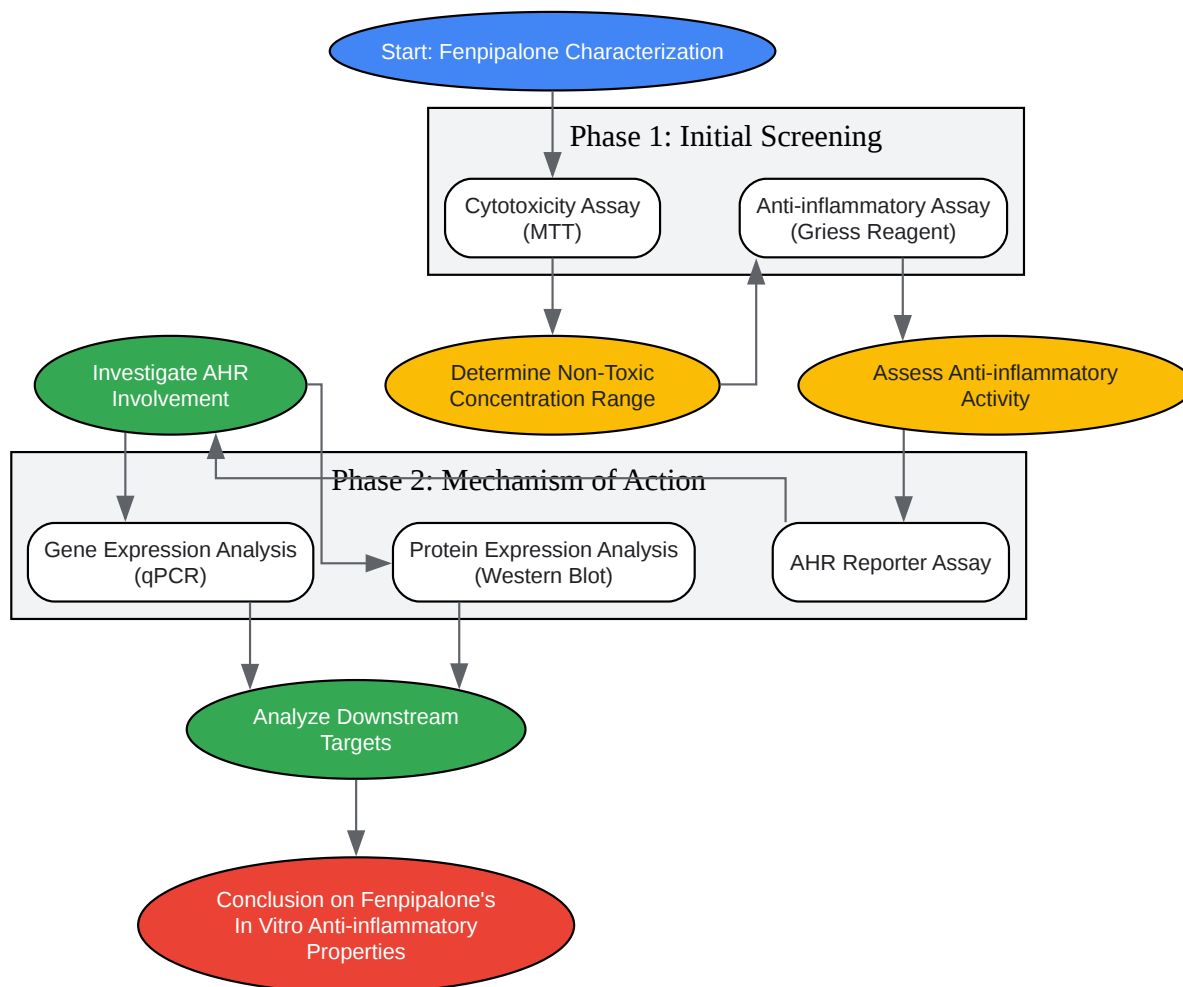 Start: Fenpipalone Characterization
Phase 1: Initial Screening
Cytotoxicity Assay
(MTT)
Anti-inflammatory Assay
(Griess Reagent)
Investigate AHR
Involvement
Determine Non-Toxic
Concentration Range
Assess Anti-inflammatory
Activity
Phase 2: Mechanism of Action
Gene Expression Analysis
(qPCR)
Protein Expression Analysis
(Western Blot)
AHR Reporter Assay
Analyze Downstream
Targets
Conclusion on Fenpipalone's
In Vitro Anti-inflammatory
Properties